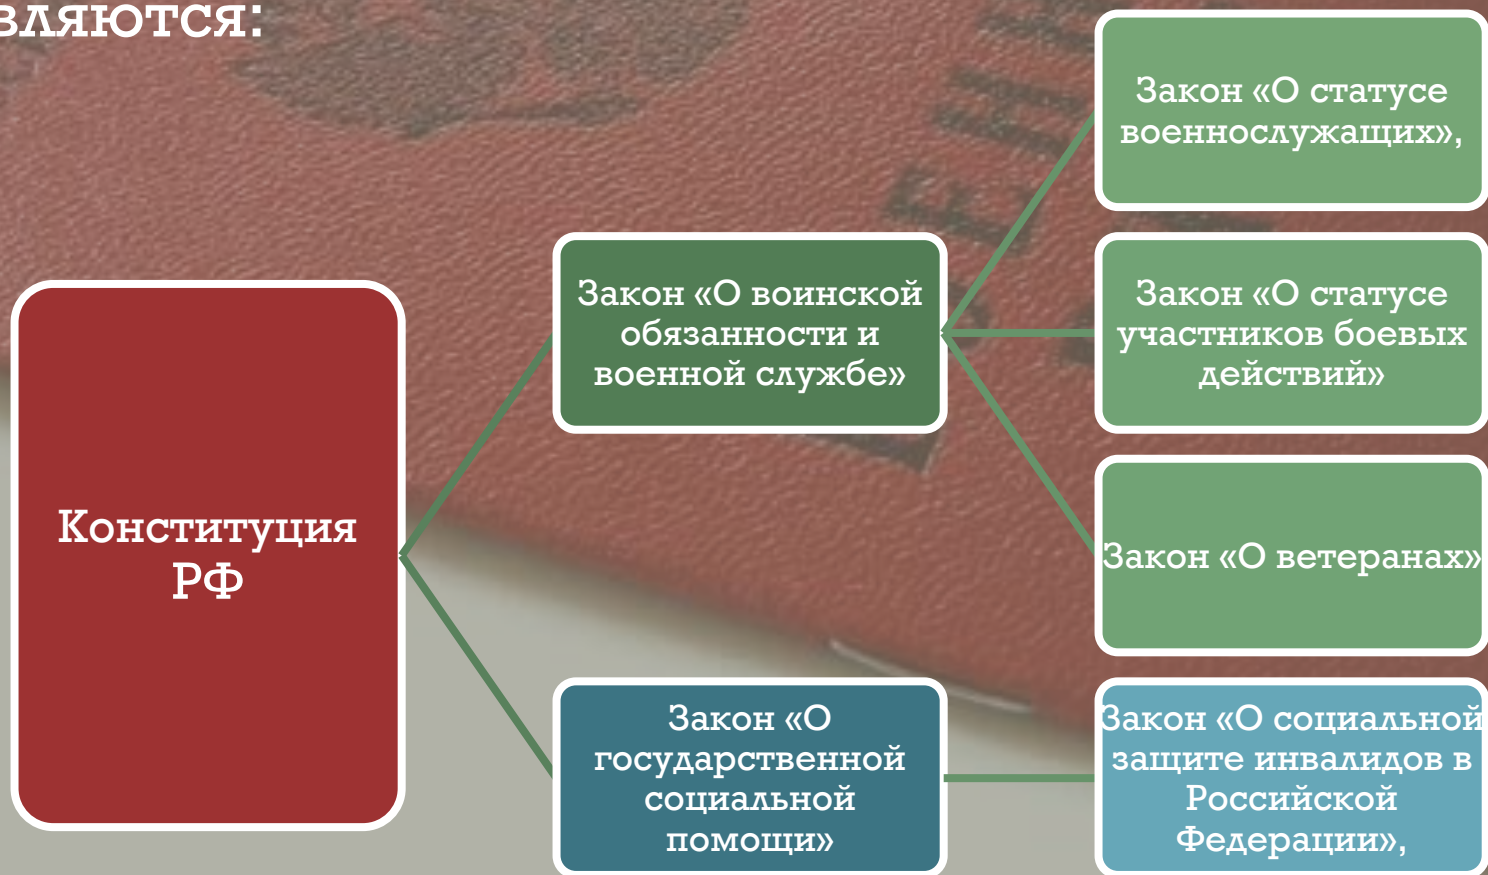 вляются:
Конституция
РФ
Закон «О воинской
обязанности и
военной службе»
Закон «О статусе
военнослужащих»,
Закон «О статусе
участников боевых
действий»
Закон «О ветеранах»
Закон «О
государственной
социальной
помощи»
Закон «О социальной
защите инвалидов в
Российской
Федерации»,